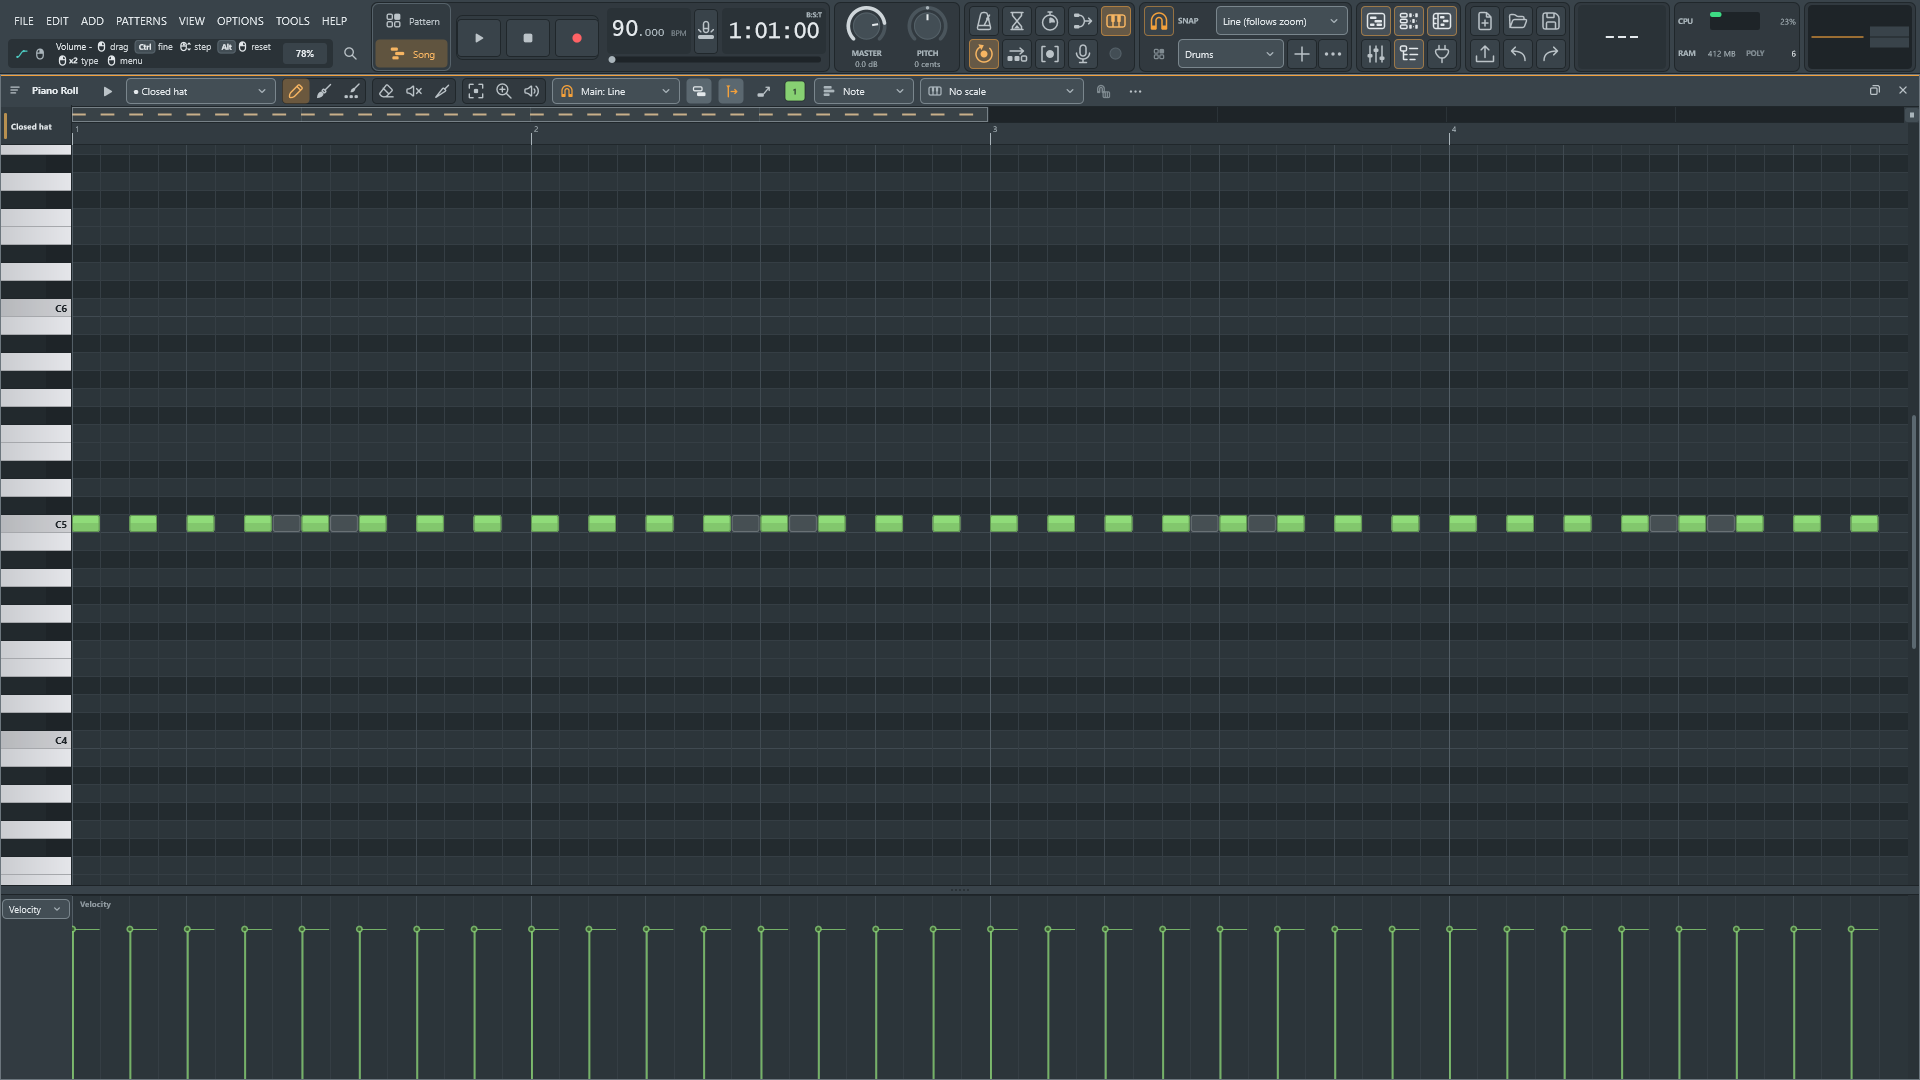 FILE EDIT ADD PATTERNS VIEW OPTIONS TOOLS HELP
Volume - drag Ctrl fine step Alt reset
x2 type menu
78%
Pattern
Song
90.000 BPM
B:S:T
1:01:00
MASTER
0.0 dB
PITCH
0 cents
SNAP
Line (follows zoom)
Drums
CPU 23%
RAM 412 MB POLY 6
Piano Roll
Closed hat
Main: Line
1
Note
No scale
Closed hat
1 2 3 4
C6
C5
C4
Velocity
Velocity